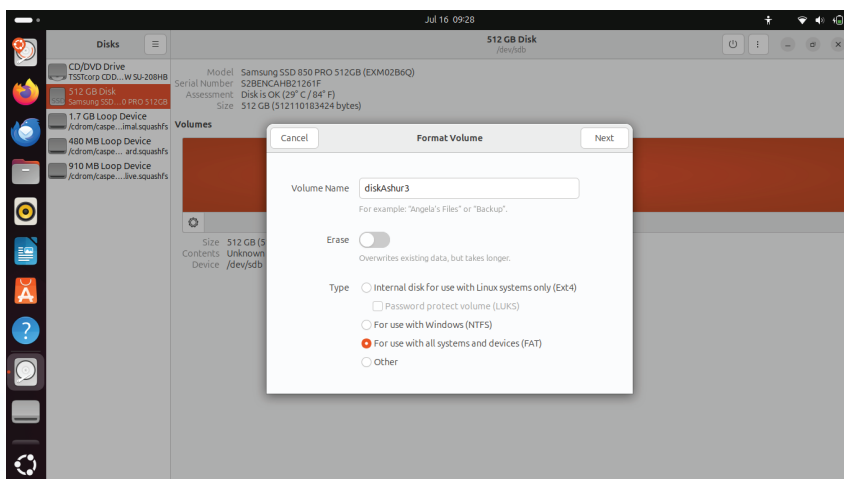 Jul 16 09:28
Disks
512 GB Disk
/dev/sdb
CD/DVD Drive
TSSTcorp CDD...W SU-208HB
512 GB Disk
Samsung SSD...0 PRO 512GB
1.7 GB Loop Device
/cdrom/caspe...imal.squashfs
480 MB Loop Device
/cdrom/caspe... ard.squashfs
910 MB Loop Device
/cdrom/caspe....live.squashfs
Model Samsung SSD 850 PRO 512GB (EXM02B6Q)
Serial Number S2BENCAHB21261F
Assessment Disk is OK (29° C / 84° F)
Size 512 GB (512110183424 bytes)
Volumes
Size 512 GB (5
Contents Unknown
Device /dev/sdb
Cancel
Format Volume
Next
Volume Name diskAshur3
For example: "Angela's Files" or "Backup".
Erase
Overwrites existing data, but takes longer.
Type Internal disk for use with Linux systems only (Ext4)
Password protect volume (LUKS)
For use with Windows (NTFS)
For use with all systems and devices (FAT)
Other